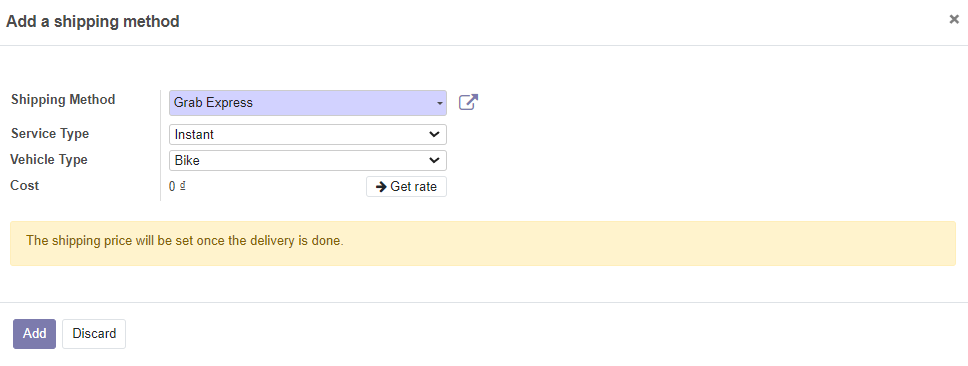 Add a shipping method ×
Shipping Method Grab Express
Service Type Instant
Vehicle Type Bike
Cost 0 ₫ Get rate
The shipping price will be set once the delivery is done.
Add Discard